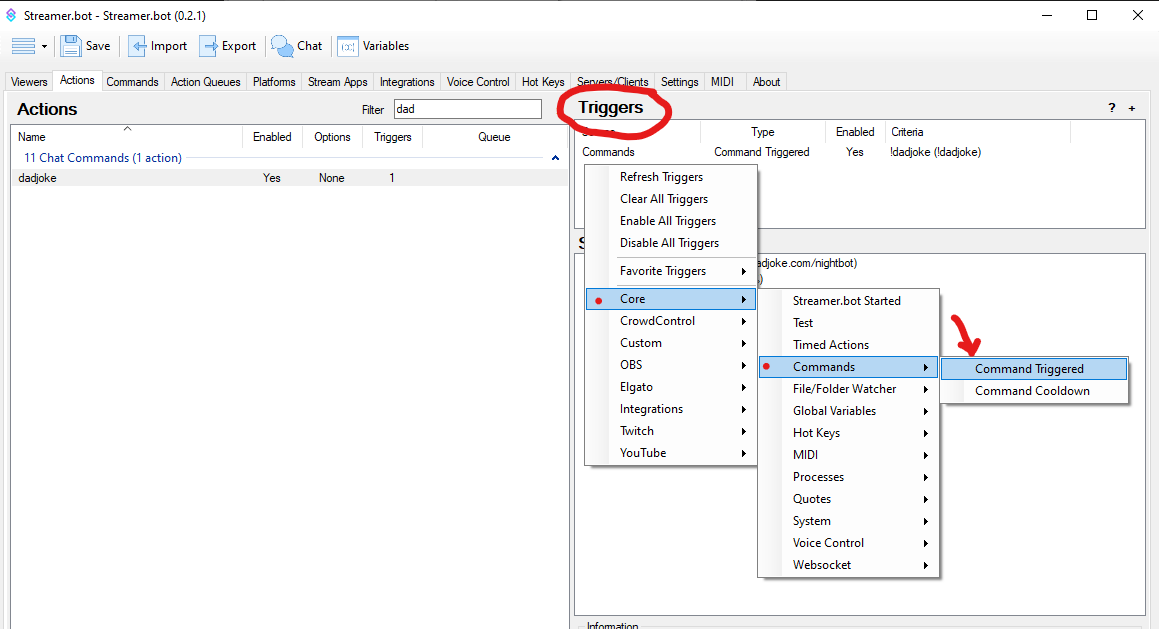 Streamer.bot - Streamer.bot (0.2.1)
Save Import Export Chat Variables
Viewers Actions Commands Action Queues Platforms Stream Apps Integrations Voice Control Hot Keys Servers/Clients Settings MIDI About
Actions Filter dad
Name Enabled Options Triggers Queue
11 Chat Commands (1 action)
dadjoke Yes None 1
Triggers ? +
Type Enabled Criteria
Commands Command Triggered Yes !dadjoke (!dadjoke)
Refresh Triggers
Clear All Triggers
Enable All Triggers
Disable All Triggers
Favorite Triggers
Core
CrowdControl
Custom
OBS
Elgato
Integrations
Twitch
YouTube
adjoke.com/nightbot)
Streamer.bot Started
Test
Timed Actions
Commands
File/Folder Watcher
Global Variables
Hot Keys
MIDI
Processes
Quotes
System
Voice Control
Websocket
Command Triggered
Command Cooldown
Information